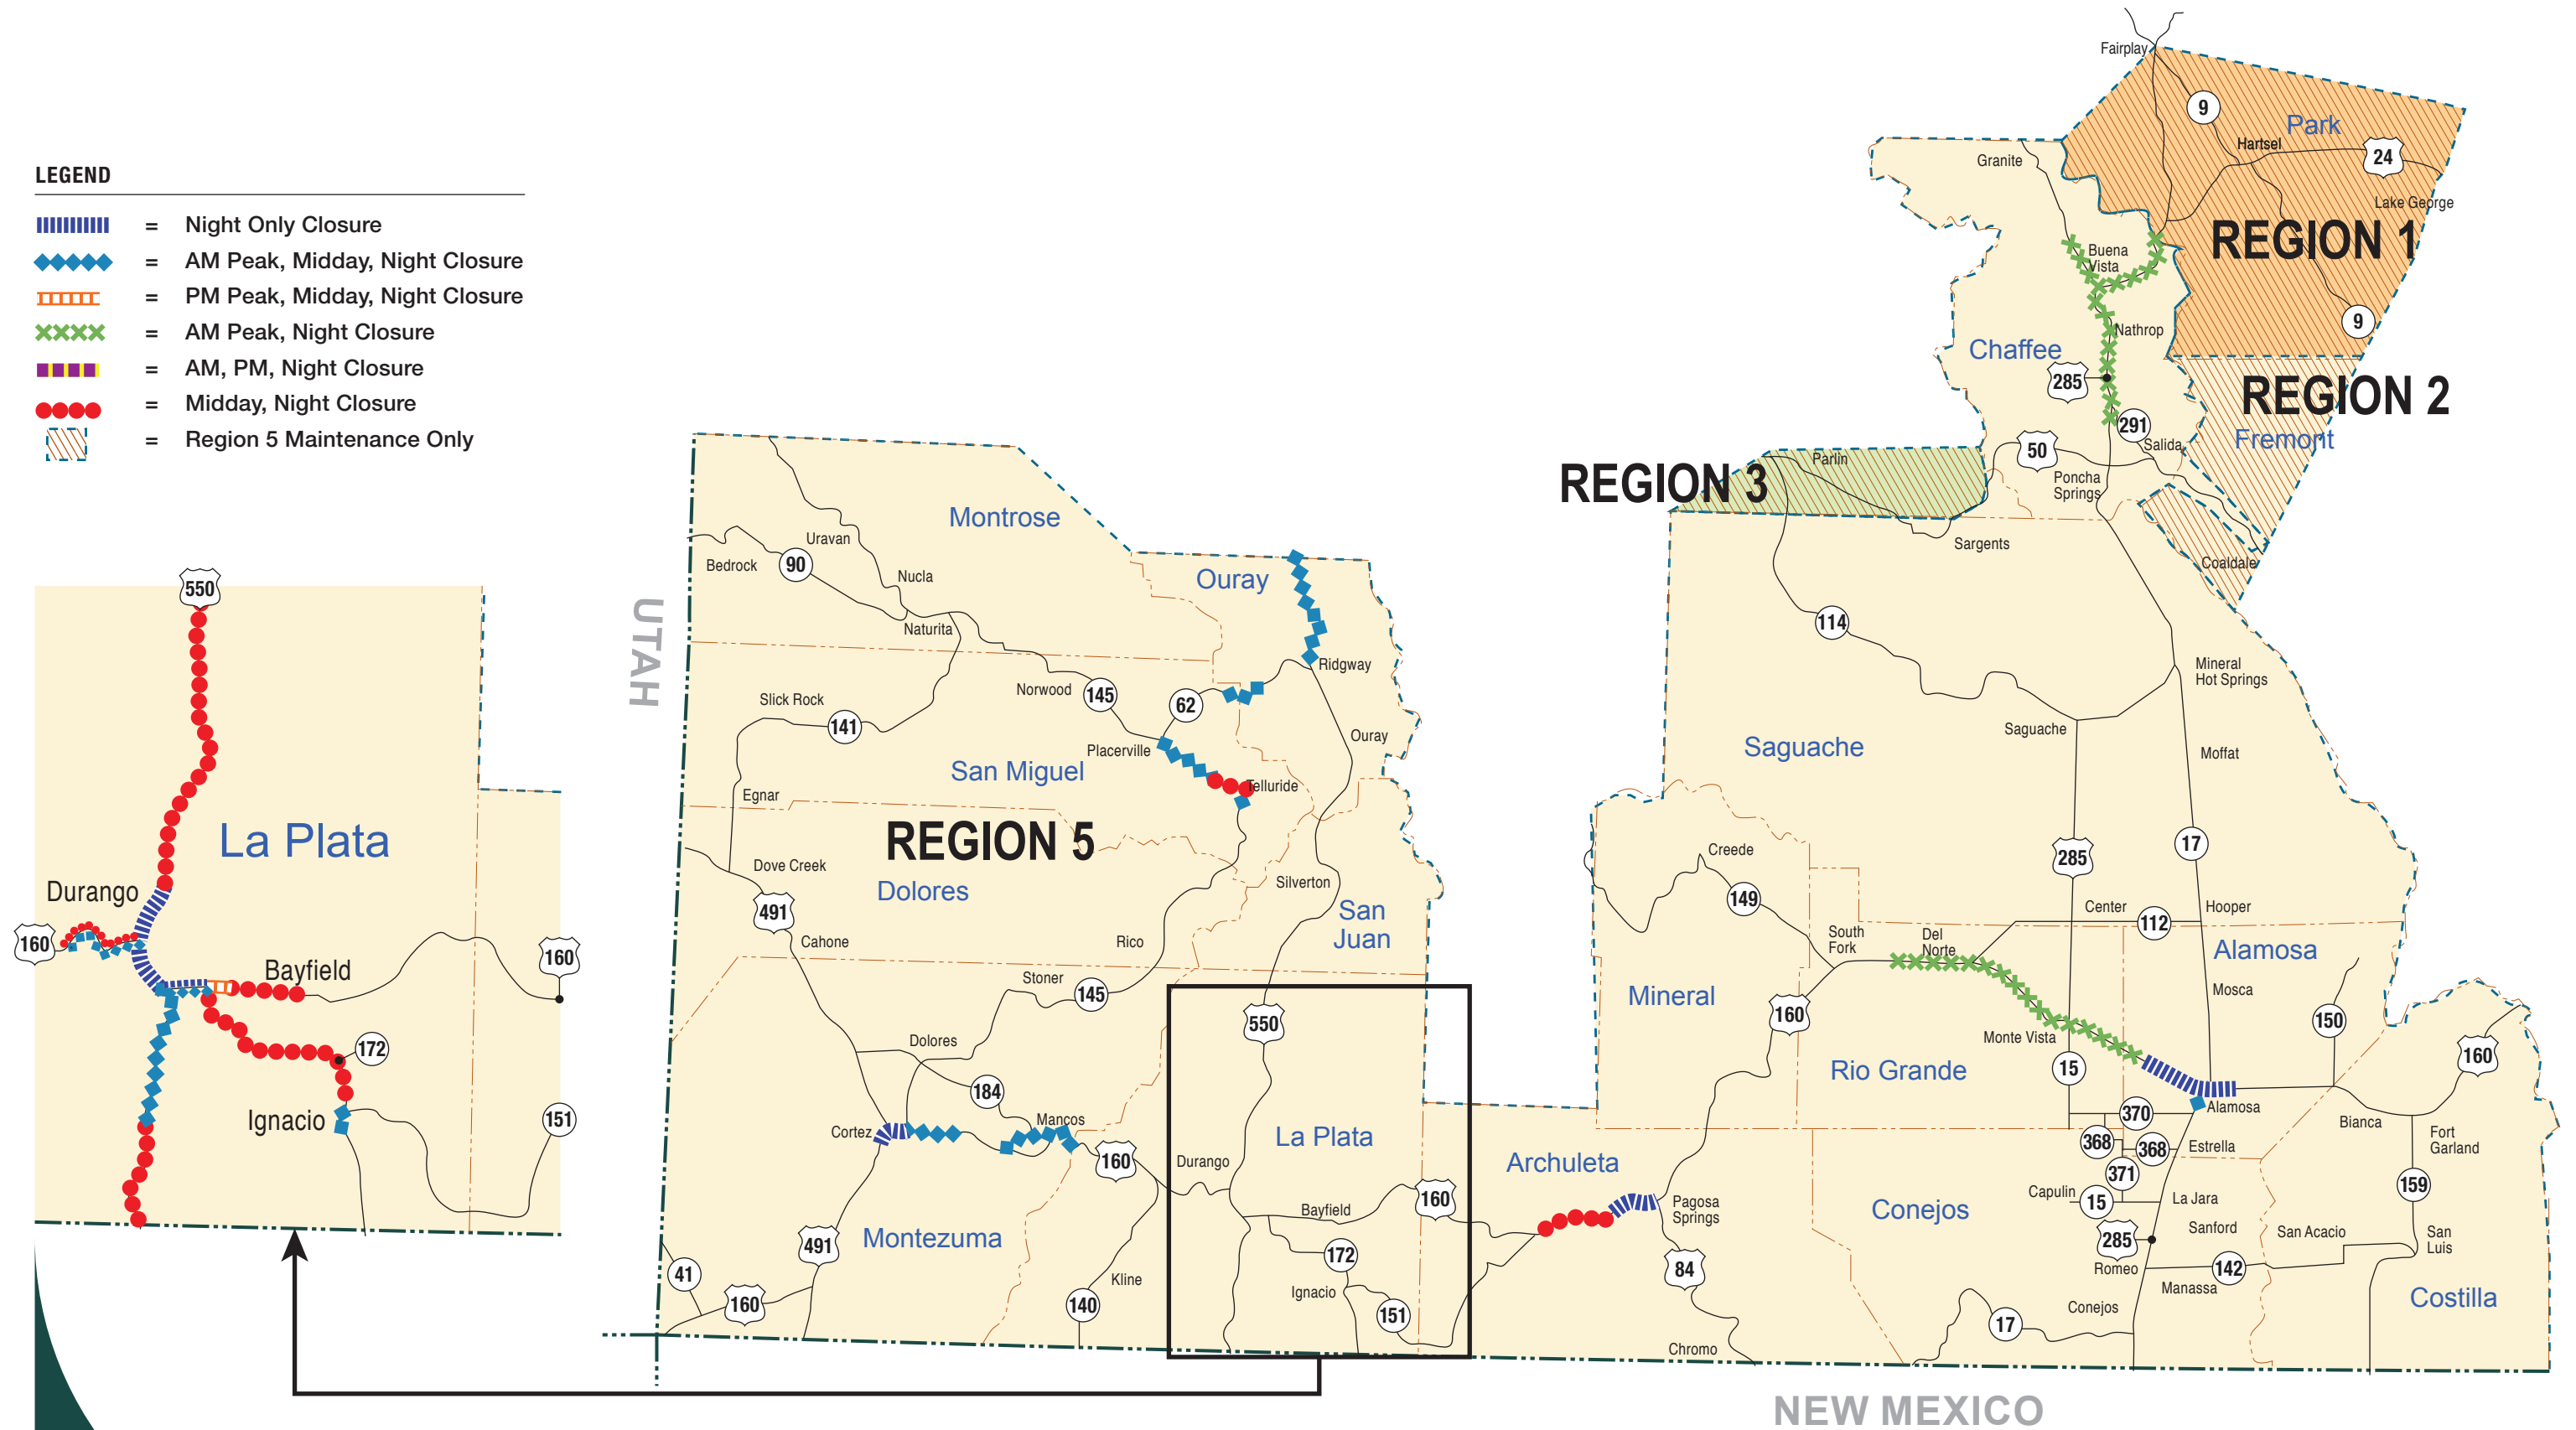 LEGEND
= Night Only Closure
= AM Peak, Midday, Night Closure
= PM Peak, Midday, Night Closure
= AM Peak, Night Closure
= AM, PM, Night Closure
= Midday, Night Closure
= Region 5 Maintenance Only
550
La Plata
Durango
160
Bayfield
160
172
Ignacio
151
UTAH
Montrose
Uravan
Bedrock
90
Nucla
Naturita
Ouray
Ridgway
Slick Rock
Norwood
145
62
141
Placerville
Ouray
San Miguel
Telluride
Egnar
REGION 5
Dove Creek
Dolores
Silverton
491
San
Juan
Cahone
Rico
Stoner
145
550
Dolores
184
Mancos
Cortez
160
La Plata
Durango
160
Bayfield
491
Montezuma
172
41
Kline
Ignacio
160
140
151
Archuleta
Pagosa
Springs
84
Chromo
Fairplay
9
Park
Hartsel
24
Granite
Lake George
REGION 1
Buena
Vista
9
Nathrop
Chaffee
285
REGION 2
291
Fremont
50
Salida
REGION 3
Parlin
Poncha
Springs
Sargents
Coaldale
114
Mineral
Hot Springs
Saguache
Saguache
Moffat
Creede
285
17
149
Center
Hooper
112
South
Fork
Del
Norte
Alamosa
Mineral
Mosca
160
150
Monte Vista
160
Rio Grande
15
Alamosa
370
Bianca
Fort
Garland
368
368
Estrella
371
159
Capulin
15
La Jara
Conejos
Sanford
San Acacio
San
Luis
285
Romeo
142
Manassa
Costilla
Conejos
17
NEW MEXICO